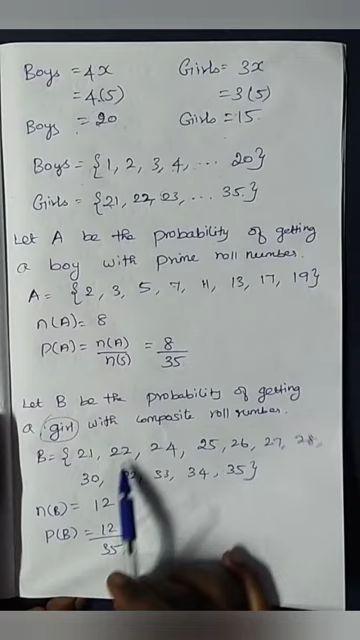 Boys = 4x Girls = 3x
= 4(5) = 3(5)
Boys = 20 Girls = 15
Boys = {1, 2, 3, 4, ... 20}
Girls = {21, 22, 23, ... 35}
Let A be the probability of getting
a boy with prime roll number.
A = {2, 3, 5, 7, 11, 13, 17, 19}
n(A) = 8
P(A) = n(A)/n(S) = 8/35
Let B be the probability of getting
a girl with composite roll number.
B = {21, 22, 24, 25, 26, 27, 28,
30, 33, 34, 35}
n(B) = 12
P(B) = 12/35